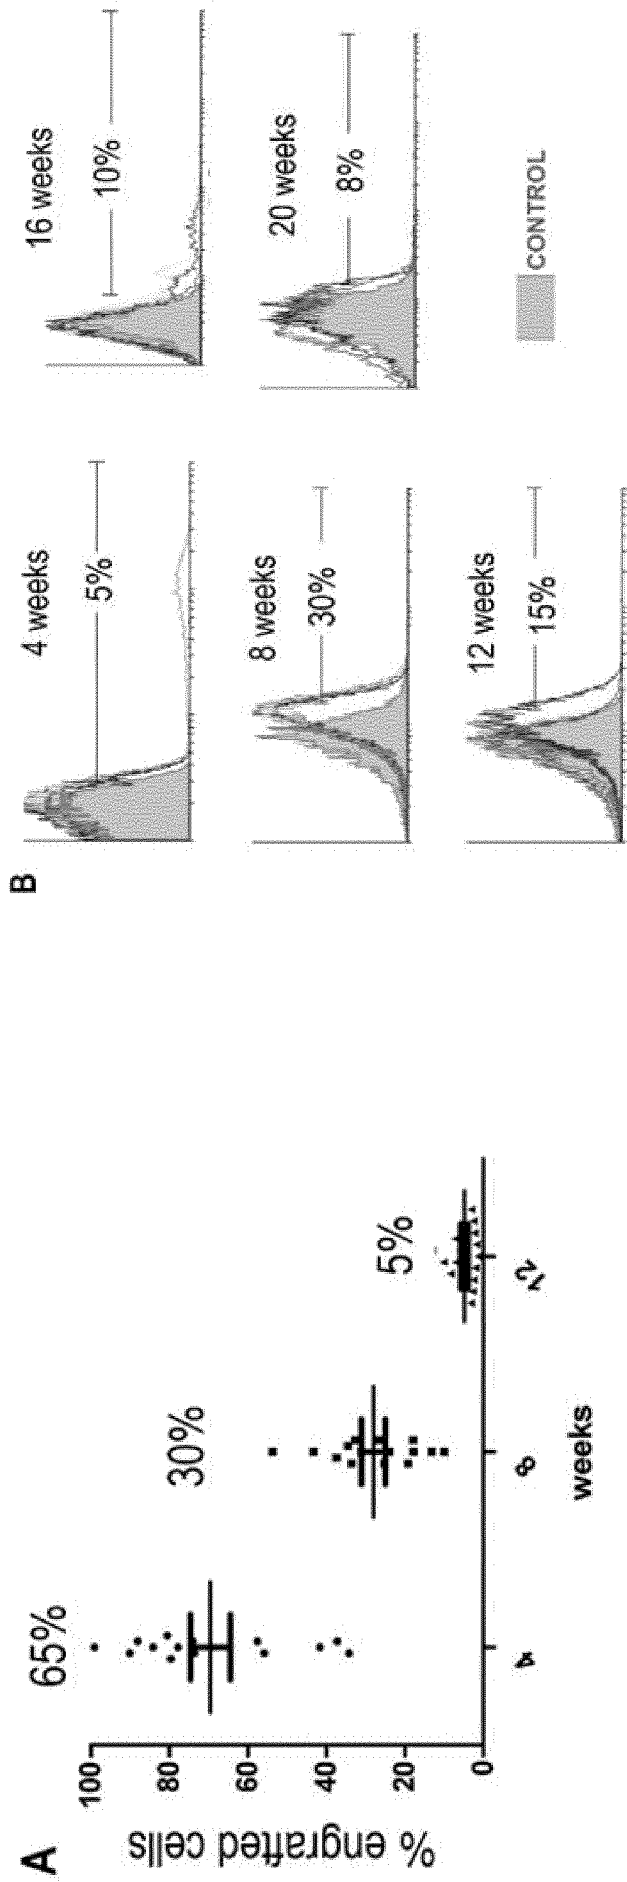 A
% engrafted cells
100
80
60
40
20
0
65%
30%
5%
4
8
12
weeks
B
4 weeks
5%
16 weeks
10%
8 weeks
30%
20 weeks
8%
12 weeks
15%
CONTROL